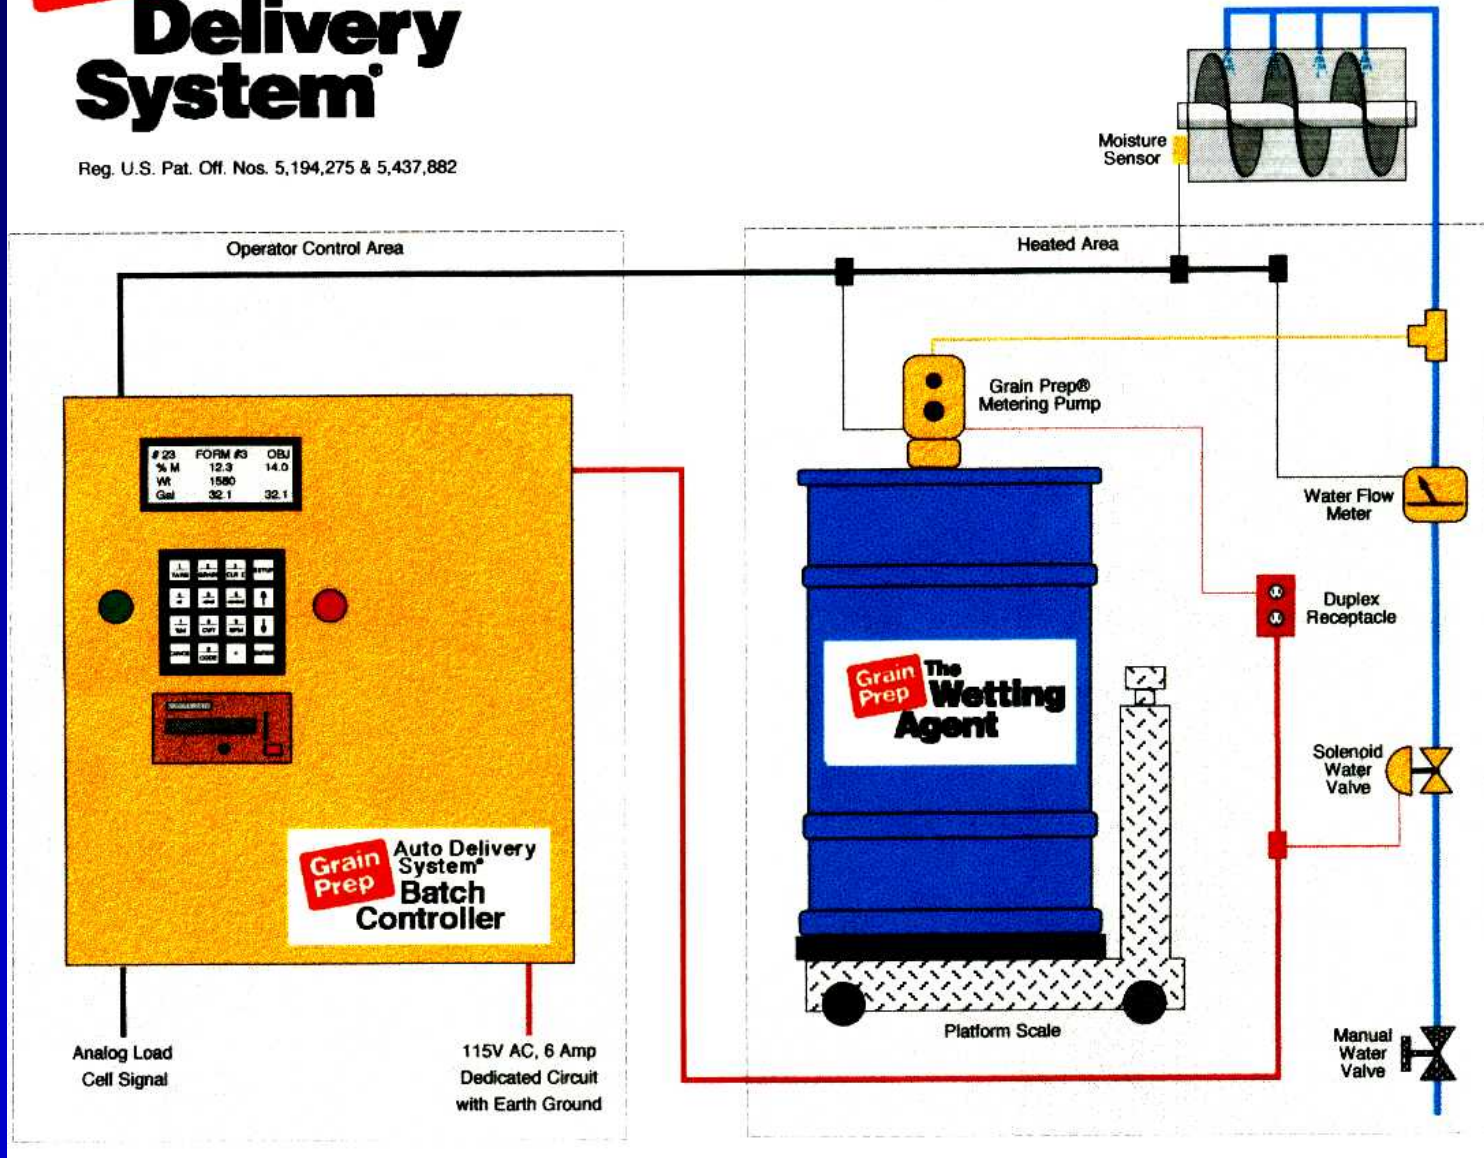 Delivery
System®
Reg. U.S. Pat. Off. Nos. 5,194,275 & 5,437,882
Moisture
Sensor
Operator Control Area
Heated Area
Grain Prep®
Metering Pump
# 23 FORM #3 OBJ
% M 12.3 14.0
Wt 1580
Gal 32.1 32.1
Water Flow
Meter
Duplex
Receptacle
Grain
Prep
The
Wetting
Agent
Solenoid
Water
Valve
Grain
Prep
Auto Delivery
System®
Batch
Controller
Platform Scale
Manual
Water
Valve
Analog Load
Cell Signal
115V AC, 6 Amp
Dedicated Circuit
with Earth Ground